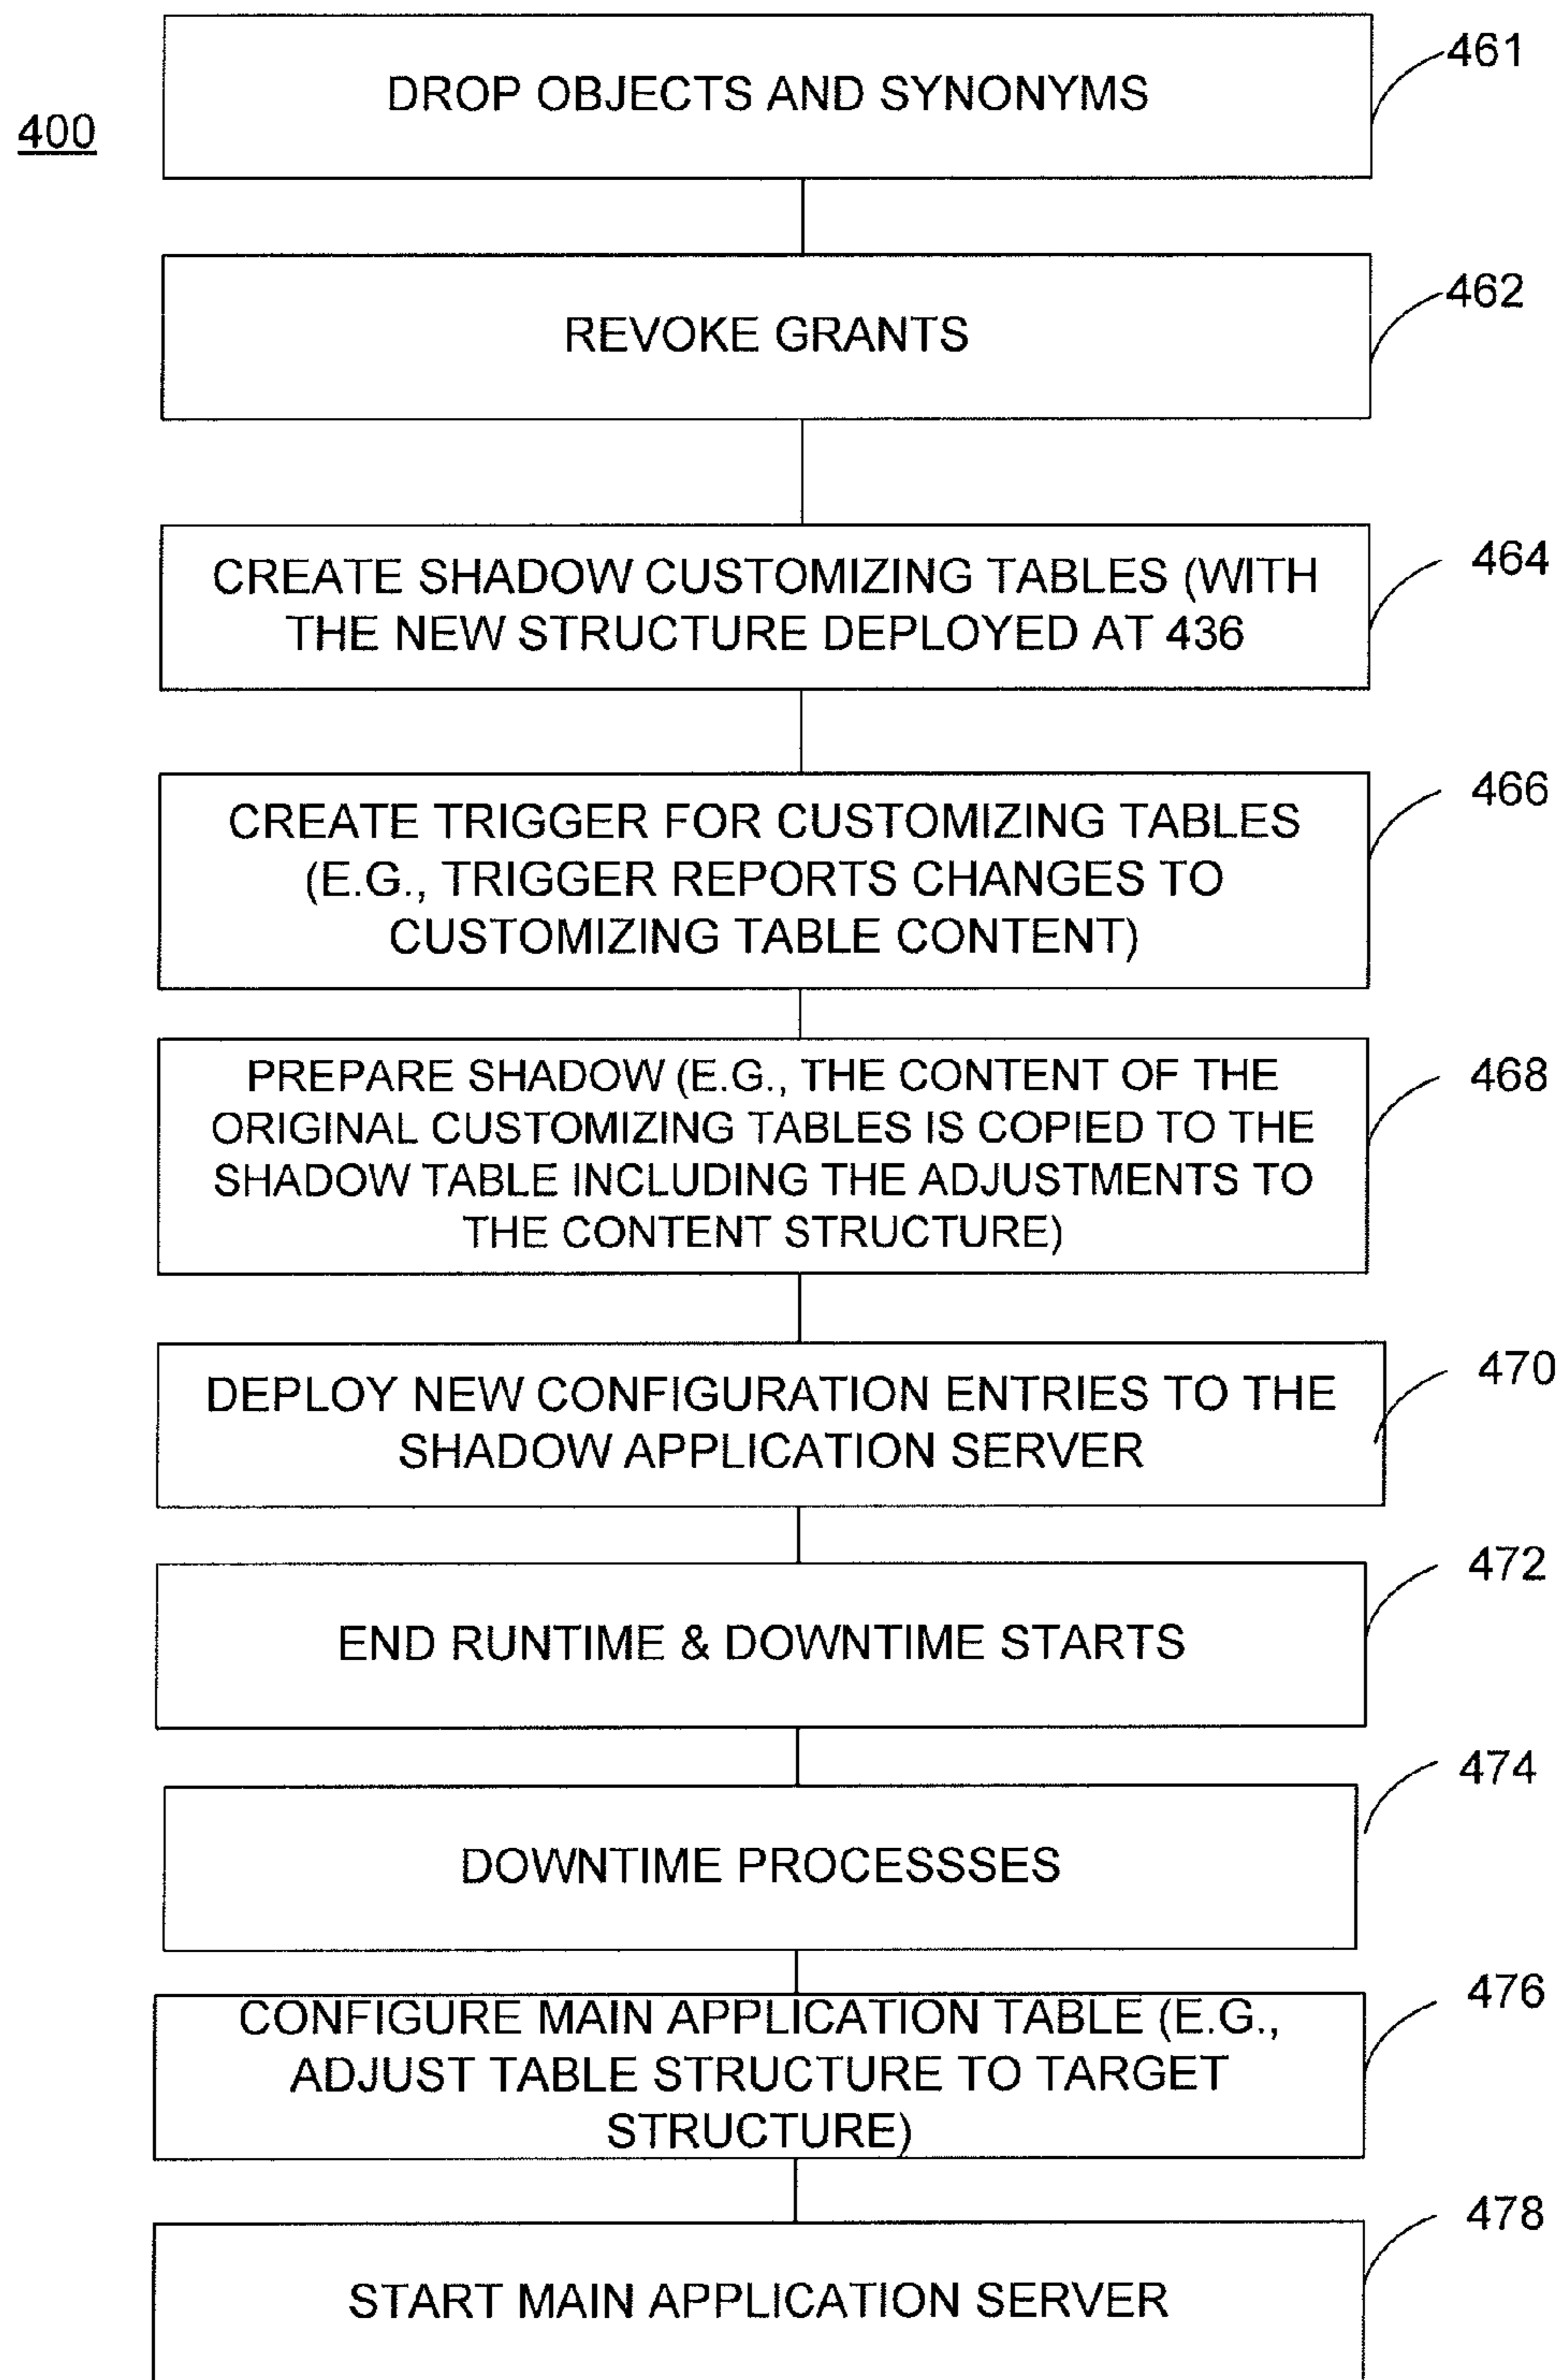 DROP OBJECTS AND SYNONYMS
461
400
REVOKE GRANTS
462
CREATE SHADOW CUSTOMIZING TABLES (WITH
THE NEW STRUCTURE DEPLOYED AT 436
464
CREATE TRIGGER FOR CUSTOMIZING TABLES
(E.G., TRIGGER REPORTS CHANGES TO
CUSTOMIZING TABLE CONTENT)
466
PREPARE SHADOW (E.G., THE CONTENT OF THE
ORIGINAL CUSTOMIZING TABLES IS COPIED TO THE
SHADOW TABLE INCLUDING THE ADJUSTMENTS TO
THE CONTENT STRUCTURE)
468
DEPLOY NEW CONFIGURATION ENTRIES TO THE
SHADOW APPLICATION SERVER
470
END RUNTIME & DOWNTIME STARTS
472
DOWNTIME PROCESSSES
474
CONFIGURE MAIN APPLICATION TABLE (E.G.,
ADJUST TABLE STRUCTURE TO TARGET
STRUCTURE)
476
START MAIN APPLICATION SERVER
478